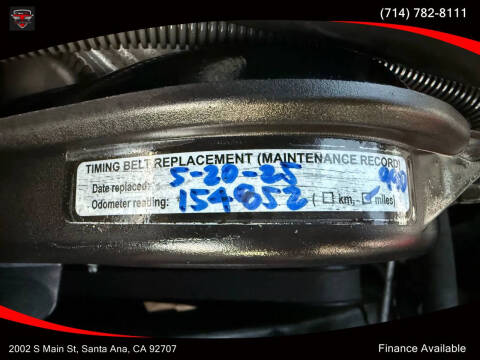 (714) 782-8111
TIMING BELT REPLACEMENT (MAINTENANCE RECORD)
Date replaced: 5-20-25
Odometer reading: 154852 ( km, miles)
2002 S Main St, Santa Ana, CA 92707
Finance Available